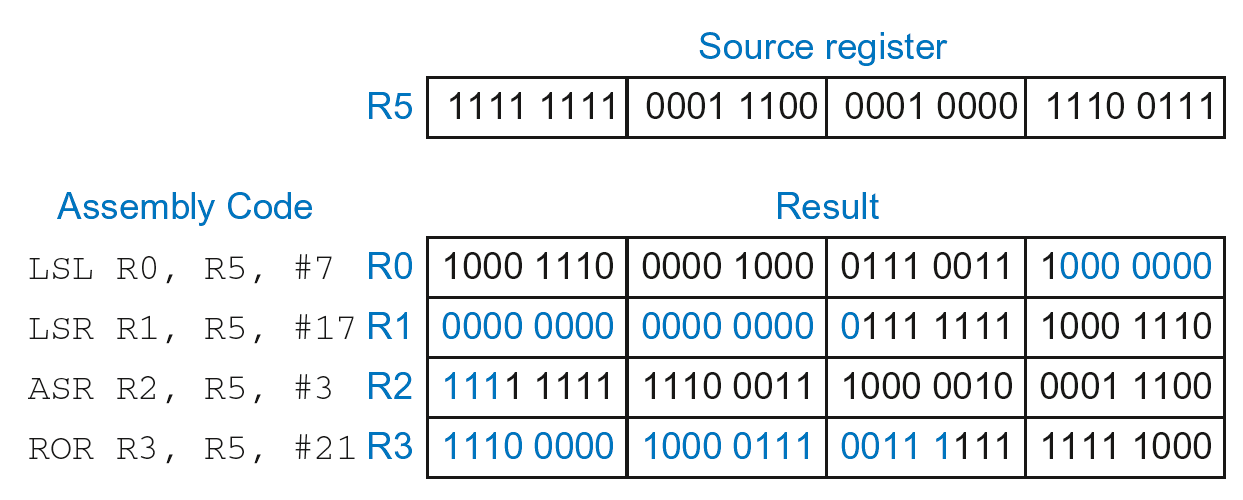 Source register
R5 1111 1111 0001 1100 0001 0000 1110 0111
Assembly Code Result
LSL R0, R5, #7 R0 1000 1110 0000 1000 0111 0011 1000 0000
LSR R1, R5, #17 R1 0000 0000 0000 0000 0111 1111 1000 1110
ASR R2, R5, #3 R2 1111 1111 1110 0011 1000 0010 0001 1100
ROR R3, R5, #21 R3 1110 0000 1000 0111 0011 1111 1111 1000